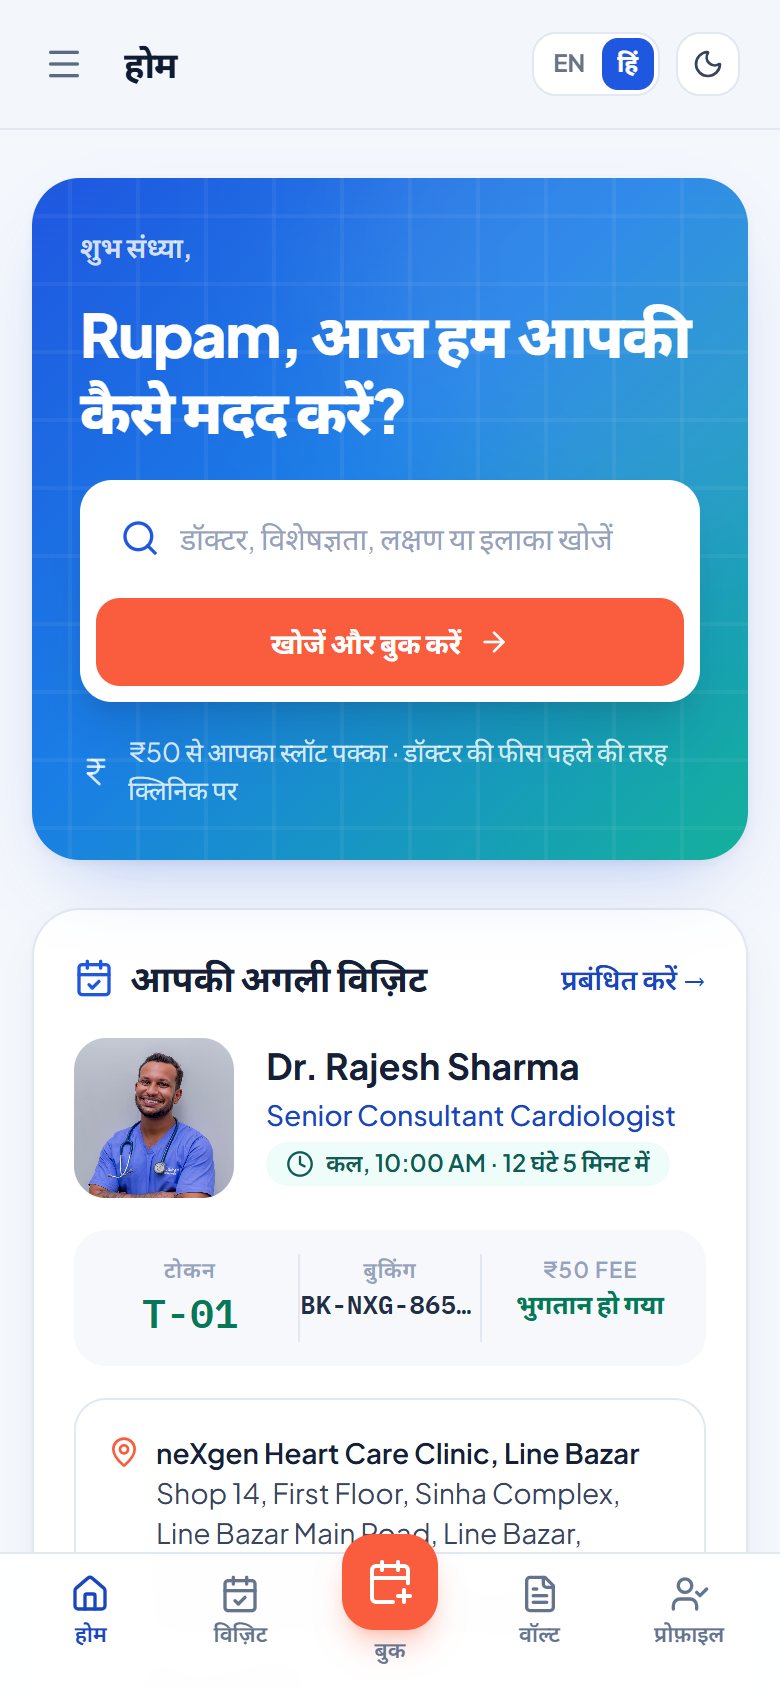 होम
EN
हिं
शुभ संध्या,
Rupam, आज हम आपकी
कैसे मदद करें?
डॉक्टर, विशेषज्ञता, लक्षण या इलाका खोजें
खोजें और बुक करें →
₹ ₹50 से आपका स्लॉट पक्का · डॉक्टर की फीस पहले की तरह
क्लिनिक पर
आपकी अगली विज़िट
प्रबंधित करें →
Dr. Rajesh Sharma
Senior Consultant Cardiologist
कल, 10:00 AM · 12 घंटे 5 मिनट में
टोकन
T-01
बुकिंग
BK-NXG-865…
₹50 FEE
भुगतान हो गया
neXgen Heart Care Clinic, Line Bazar
Shop 14, First Floor, Sinha Complex,
Line Bazar Main Road, Line Bazar,
होम
विज़िट
बुक
वॉल्ट
प्रोफ़ाइल